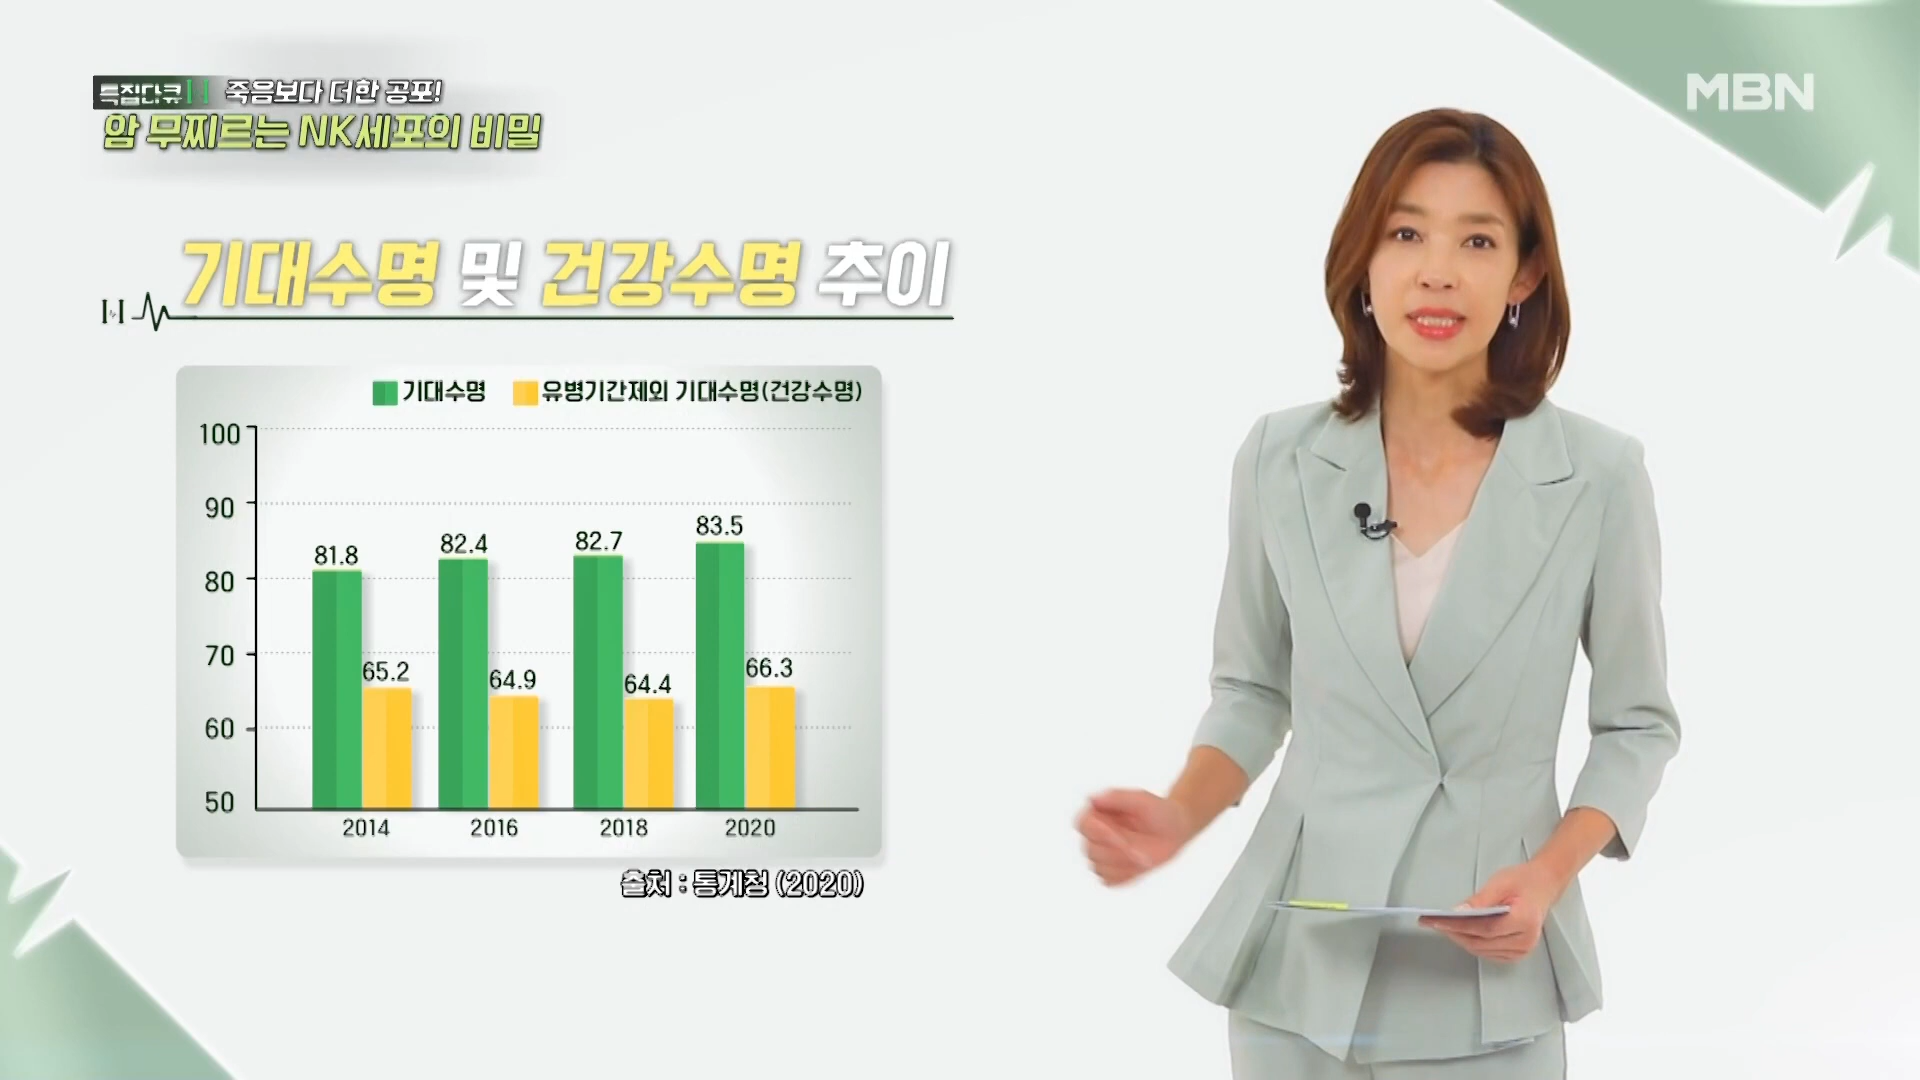 특집다큐 H 죽음보다 더한 공포!
암 무찌르는 NK세포의 비밀
MBN
기대수명 및 건강수명 추이
기대수명 유병기간제외 기대수명(건강수명)
100
90
80
70
60
50
81.8 65.2 82.4 64.9 82.7 64.4 83.5 66.3
2014 2016 2018 2020
출처 : 통계청 (2020)